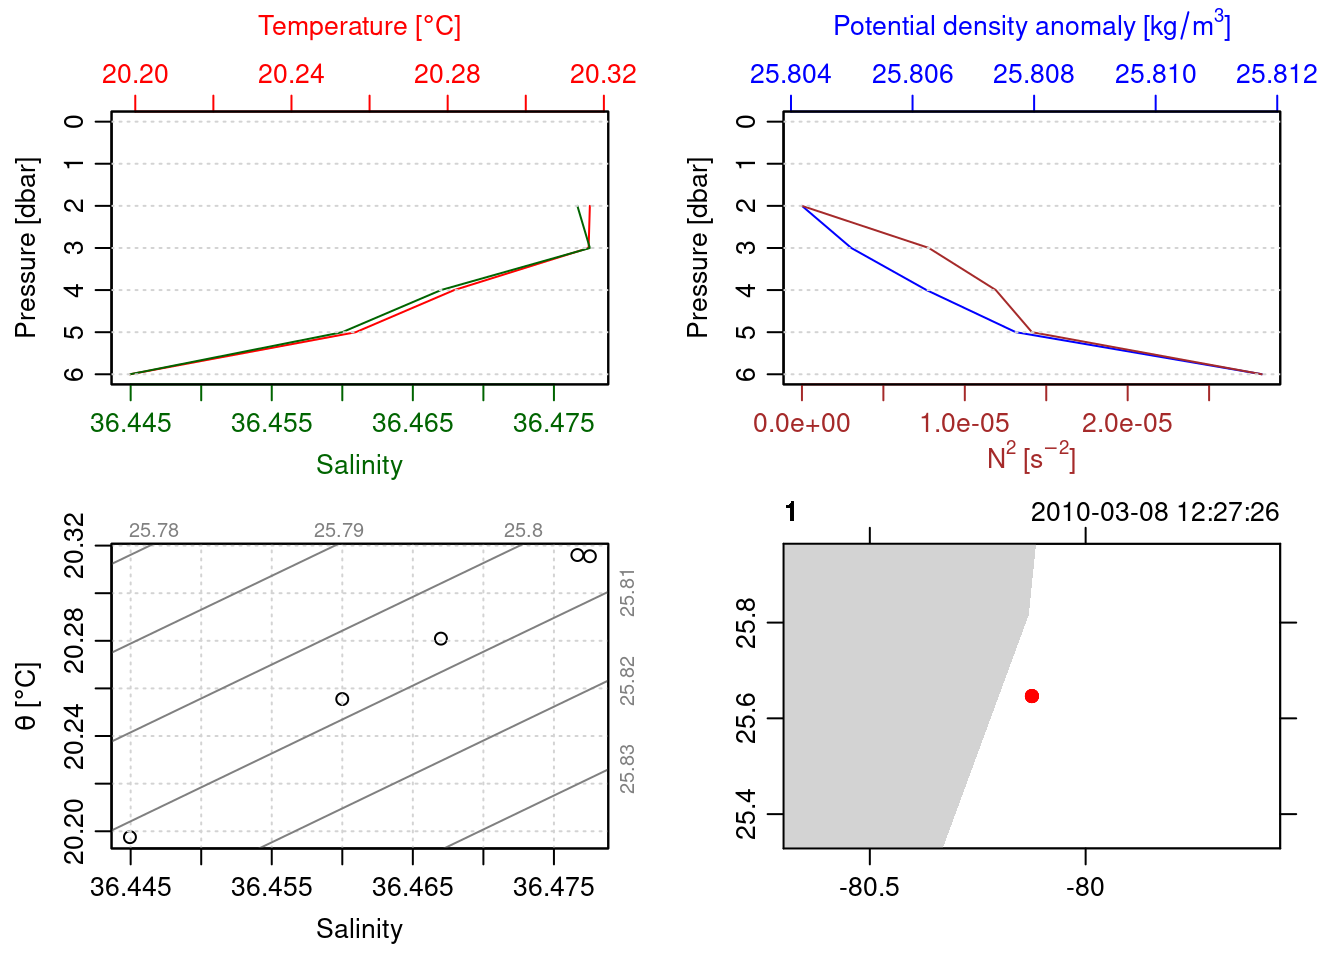 Temperature [°C]
20.20 20.24 20.28 20.32
0
1
2
3
4
5
6
Pressure [dbar]
36.445 36.455 36.465 36.475
Salinity
Potential density anomaly [kg/m³]
25.804 25.806 25.808 25.810 25.812
0
1
2
3
4
5
6
Pressure [dbar]
0.0e+00 1.0e-05 2.0e-05
N² [s⁻²]
25.78 25.79 25.8
25.81
25.82
25.83
20.32
20.28
20.24
20.20
θ [°C]
36.445 36.455 36.465 36.475
Salinity
1 2010-03-08 12:27:26
25.8
25.6
25.4
-80.5 -80